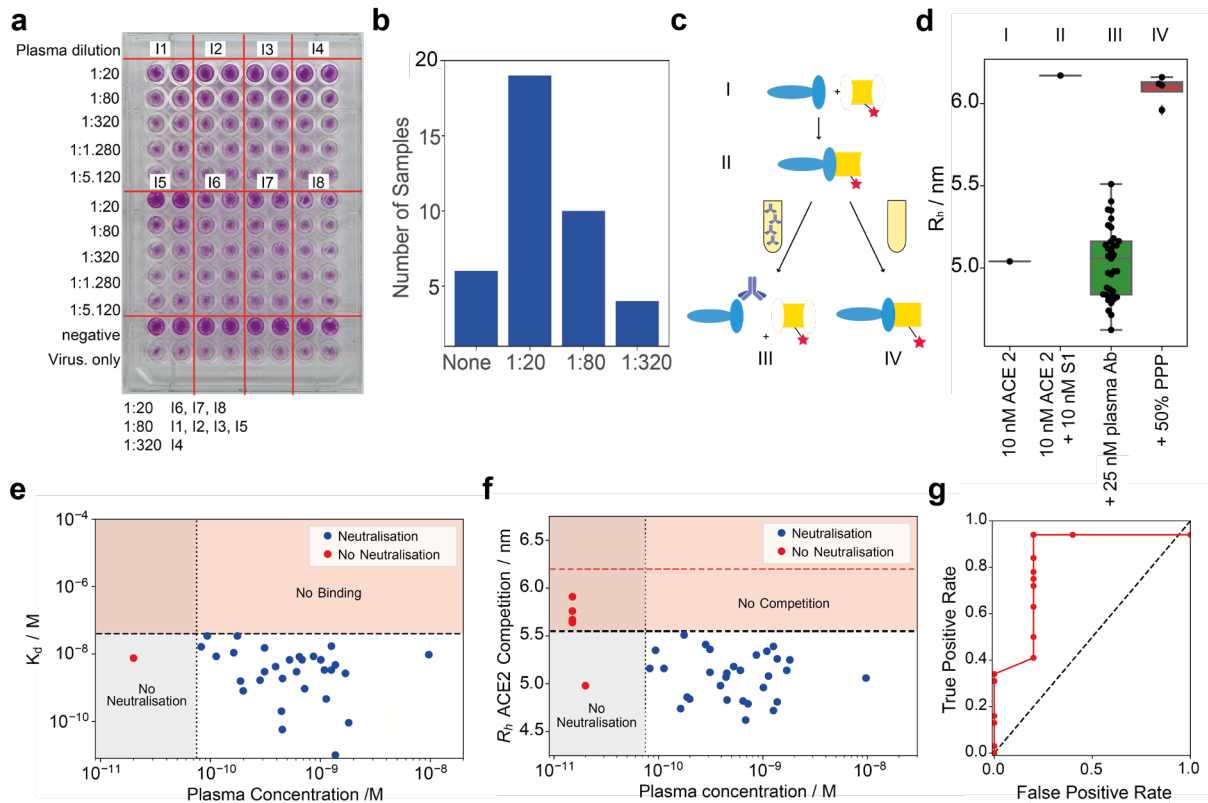 a
Plasma dilution
I1
I2
I3
I4
1:20
1:80
1:320
1:1.280
1:5.120
I5
I6
I7
I8
1:20
1:80
1:320
1:1.280
1:5.120
negative
Virus. only
1:20 I6, I7, I8
1:80 I1, I2, I3, I5
1:320 I4
b
Number of Samples
20
15
10
5
None
1:20
1:80
1:320
c
I
+
II
III
+
IV
d
I
II
III
IV
Rₕ / nm
6.0
5.5
5.0
10 nM ACE 2
10 nM ACE 2
+ 10 nM S1
+ 25 nM plasma Ab
+ 50% PPP
e
K_d / M
10⁻⁴
10⁻⁶
10⁻⁸
10⁻¹⁰
Neutralisation
No Neutralisation
No Binding
No
Neutralisation
10⁻¹¹
10⁻¹⁰
10⁻⁹
10⁻⁸
Plasma Concentration /M
f
Rₕ ACE2 Competition / nm
6.5
6.0
5.5
5.0
4.5
Neutralisation
No Neutralisation
No Competition
No
Neutralisation
10⁻¹¹
10⁻¹⁰
10⁻⁹
10⁻⁸
Plasma concentration / M
g
True Positive Rate
1.0
0.8
0.6
0.4
0.2
0.0
0.0
1.0
False Positive Rate